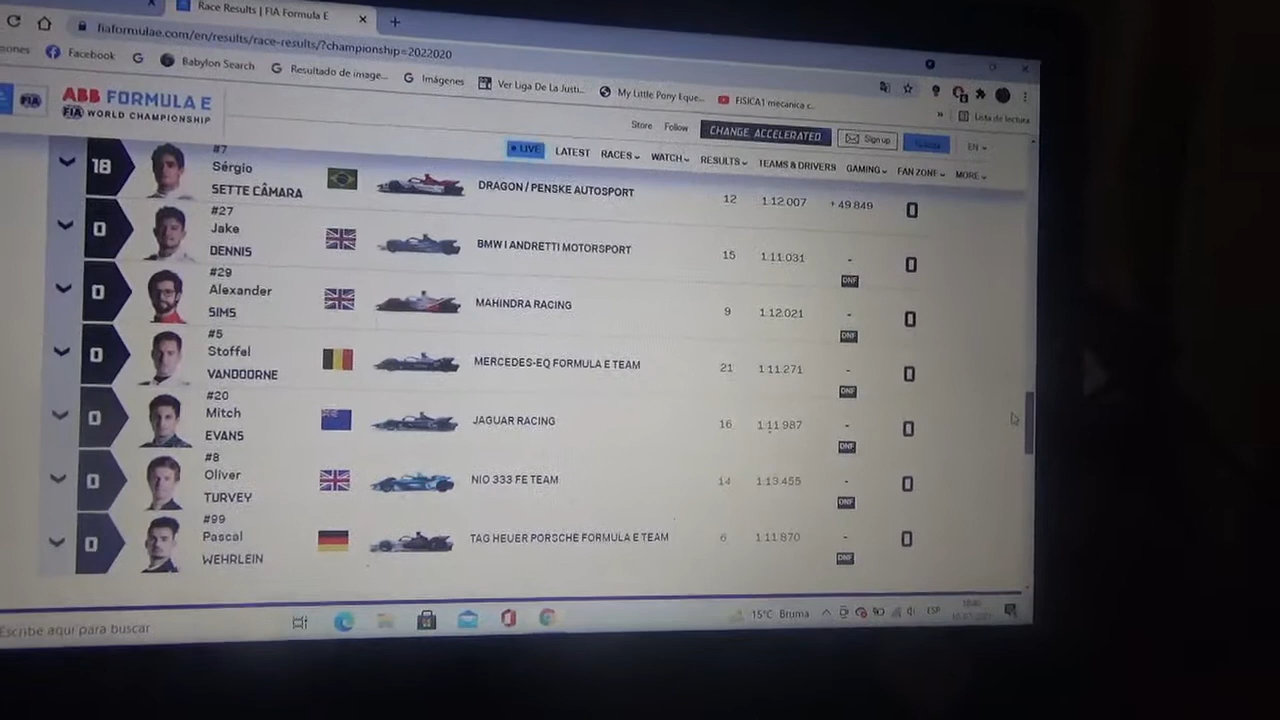 Race Results | FIA Formula E
fiaformulae.com/en/results/race-results/?championship=2022020
Facebook G Babylon Search Resultado de image... Imágenes Ver Liga De La Justi... My Little Pony Eque... FISICA1 mecanica c...
» Lista de lectura
ABB FORMULA E
FIA WORLD CHAMPIONSHIP
FIA
Store Follow CHANGE ACCELERATED Sign up EN
LIVE LATEST RACES WATCH RESULTS TEAMS & DRIVERS GAMING FAN ZONE MORE
18 #7 Sérgio SETTE CÂMARA DRAGON / PENSKE AUTOSPORT 12 1:12.007 + 49.849 0
0 #27 Jake DENNIS BMW I ANDRETTI MOTORSPORT 15 1:11.031 - DNF 0
0 #29 Alexander SIMS MAHINDRA RACING 9 1:12.021 - DNF 0
0 #5 Stoffel VANDOORNE MERCEDES-EQ FORMULA E TEAM 21 1:11.271 - DNF 0
0 #20 Mitch EVANS JAGUAR RACING 16 1:11.987 - DNF 0
0 #8 Oliver TURVEY NIO 333 FE TEAM 14 1:13.455 - DNF 0
0 #99 Pascal WEHRLEIN TAG HEUER PORSCHE FORMULA E TEAM 6 1:11.870 - DNF 0
Escribe aquí para buscar
15°C Bruma ESP